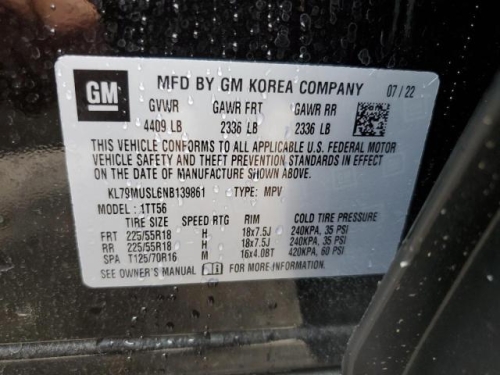 GM MFD BY GM KOREA COMPANY 07/22
GVWR GAWR FRT GAWR RR
4409 LB 2336 LB 2336 LB
THIS VEHICLE CONFORMS TO ALL APPLICABLE U.S. FEDERAL MOTOR
VEHICLE SAFETY AND THEFT PREVENTION STANDARDS IN EFFECT
ON THE DATE OF MANUFACTURE SHOWN ABOVE.
KL79MUSL6NB139861 TYPE: MPV
MODEL: 1TT56
TIRE SIZE SPEED RTG RIM COLD TIRE PRESSURE
FRT 225/55R18 H 18x7.5J 240KPA, 35 PSI
RR 225/55R18 H 18x7.5J 240KPA, 35 PSI
SPA T125/70R16 M 16x4.0BT 420KPA, 60 PSI
SEE OWNER'S MANUAL FOR MORE INFORMATION.